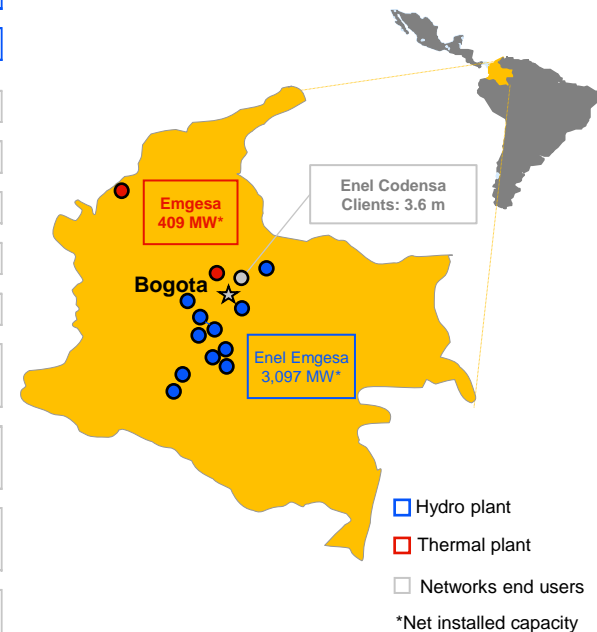 Emgesa
409 MW*
Enel Codensa
Clients: 3.6 m
Bogota
Enel Emgesa
3,097 MW*
Hydro plant
Thermal plant
Networks end users
*Net installed capacity